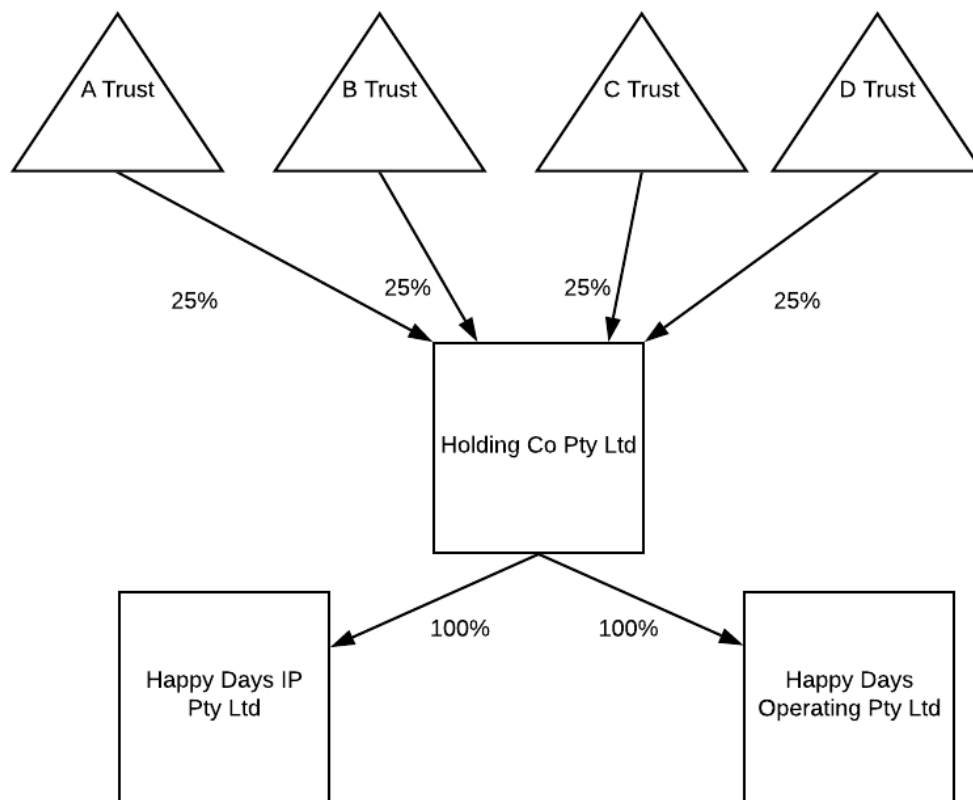 A Trust
B Trust
C Trust
D Trust
25%
25%
25%
25%
Holding Co Pty Ltd
100%
100%
Happy Days IP
Pty Ltd
Happy Days
Operating Pty Ltd